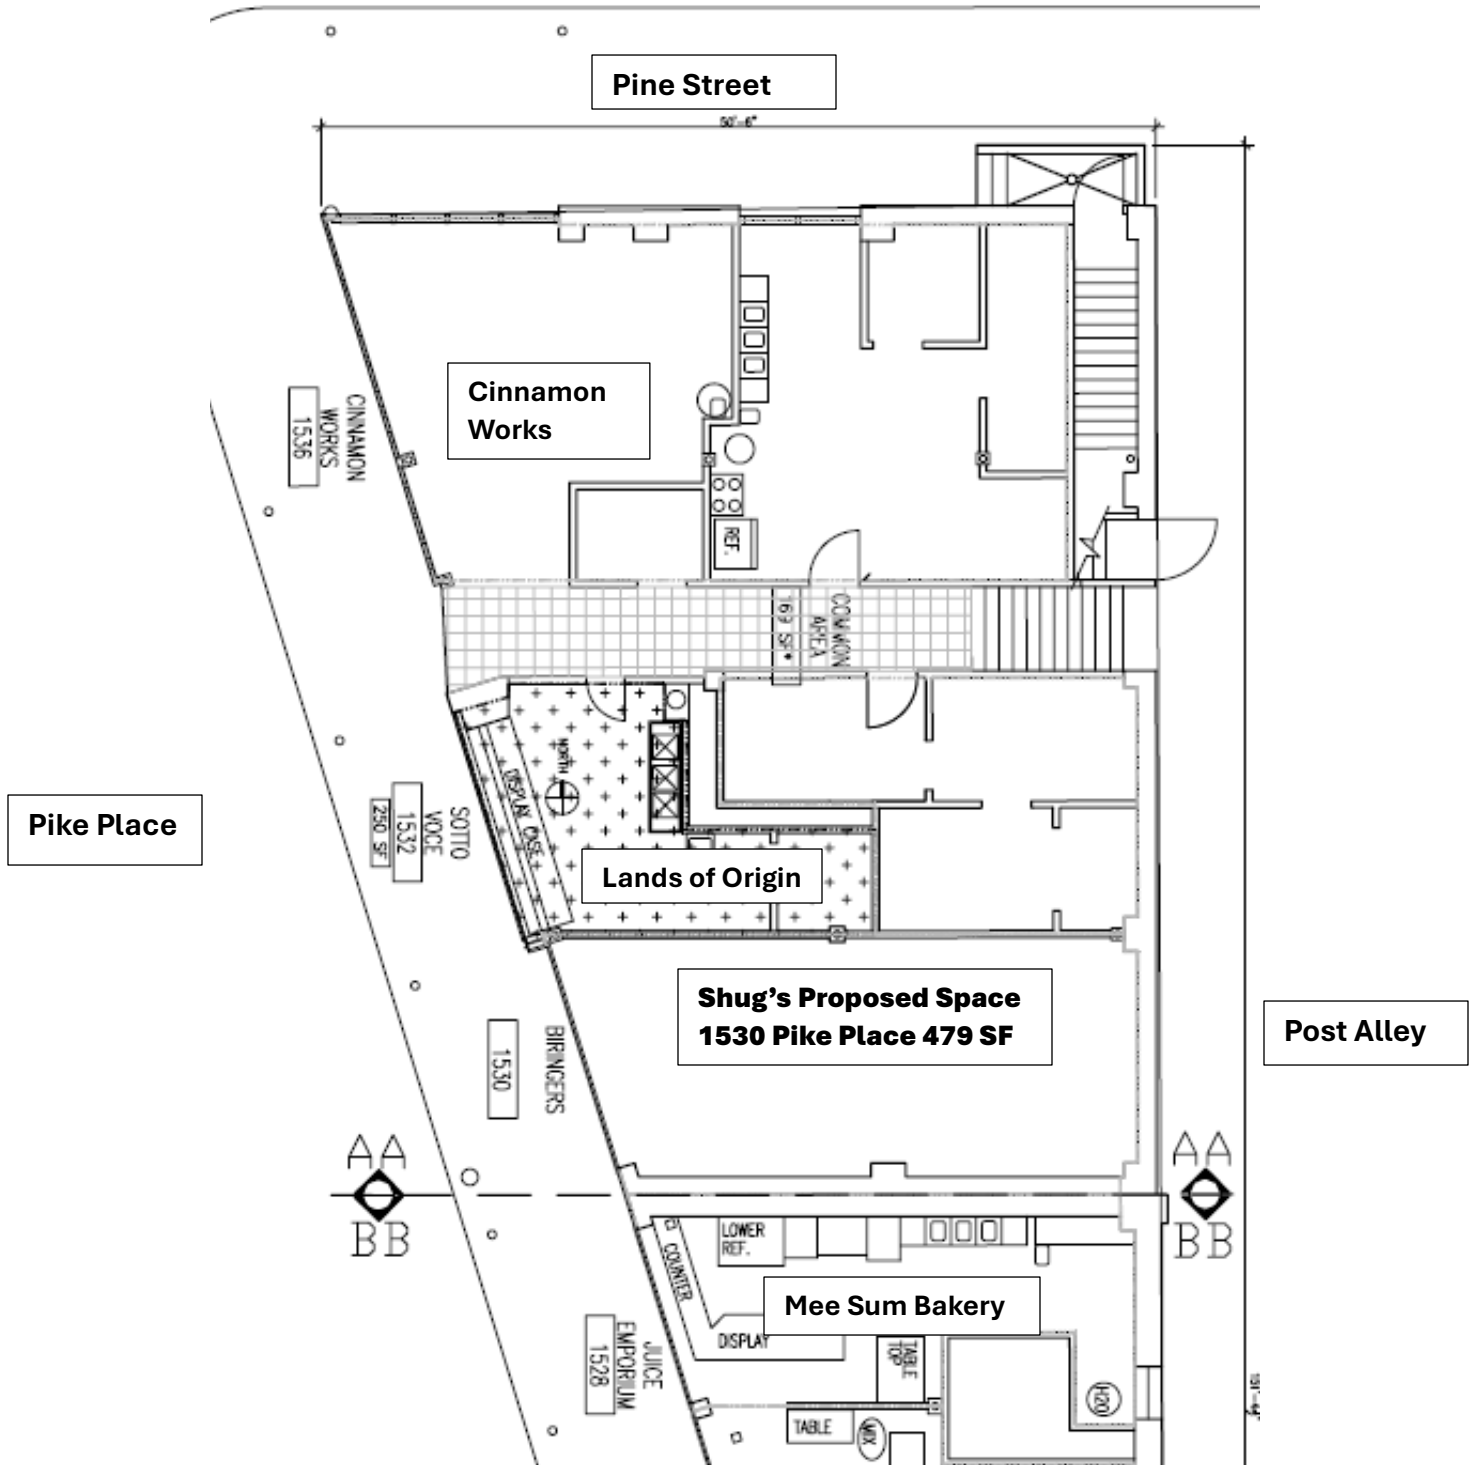 Pine Street
50'-6"
Cinnamon
Works
CINNAMON
WORKS
1536
REF.
COMMON
AREA
169 SF*
NORTH
DISPLAY CASE
SOTTO
VOCE
1532
250 SF
Pike Place
Lands of Origin
Shug's Proposed Space
1530 Pike Place 479 SF
Post Alley
BIRINGERS
1530
AA
BB
AA
BB
LOWER
REF.
COUNTER
Mee Sum Bakery
DISPLAY
TABLE
TOP
JUICE
EMPORIUM
1528
H2O
TABLE
MIX